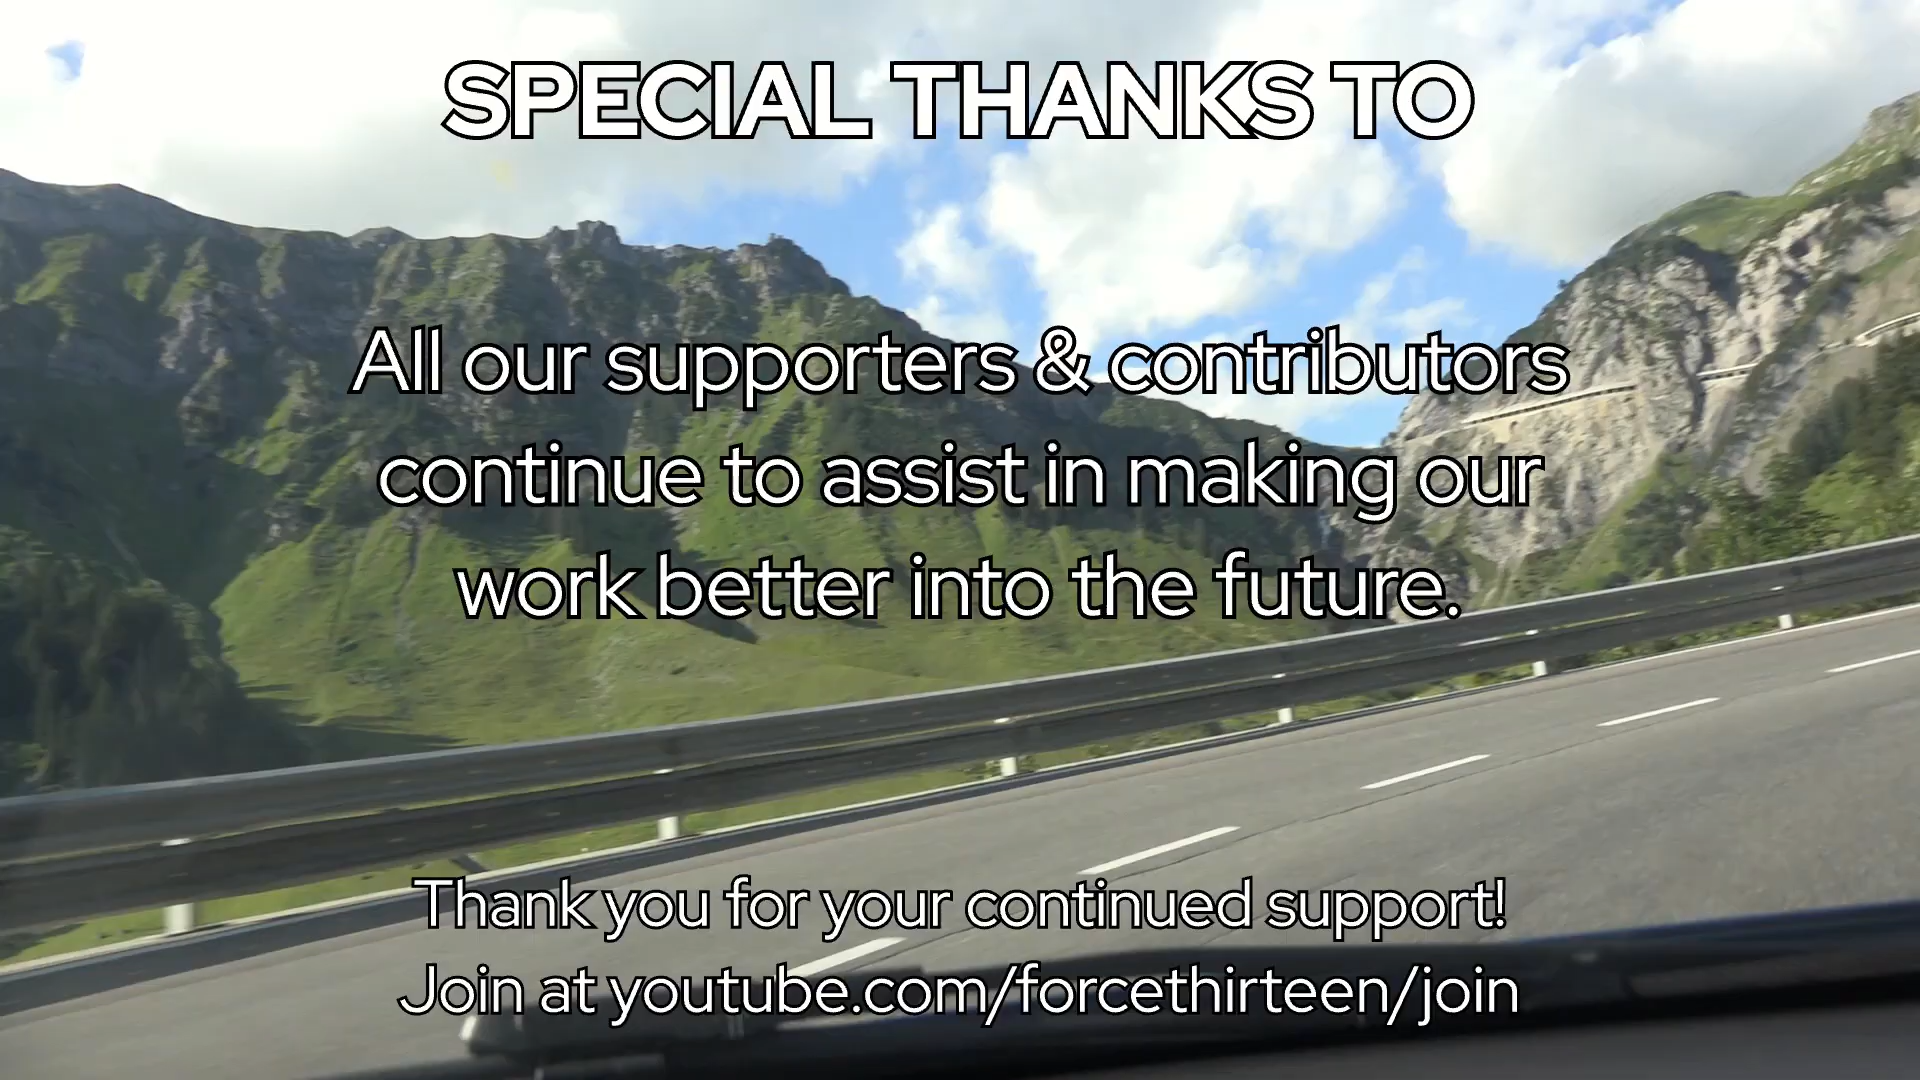 SPECIAL THANKS TO
All our supporters & contributors
continue to assist in making our
work better into the future.
Thank you for your continued support!
Join at youtube.com/forcethirteen/join